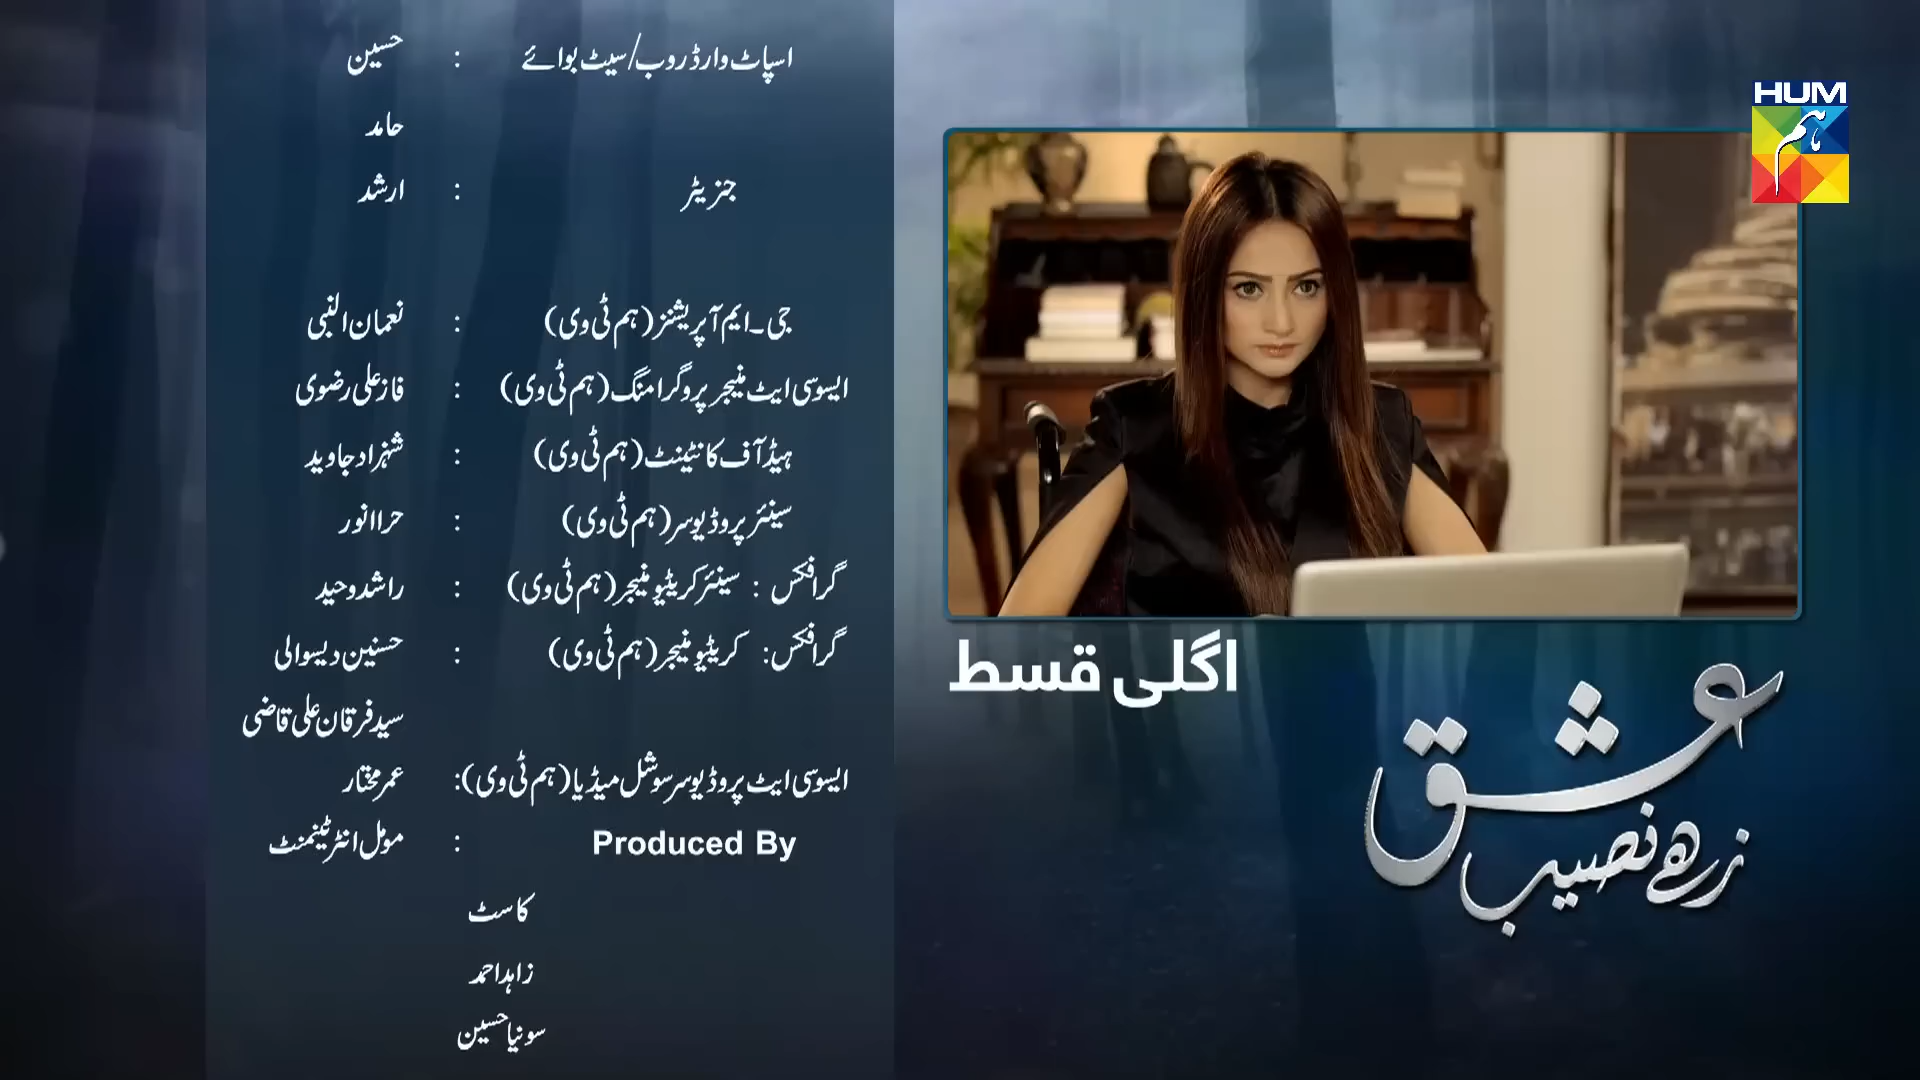 اسپاٹ وارڈ روب/سیٹ بوائے : حسین
حامد
جنریٹر : ارشد
جی۔ایم آپریشنز (ہم ٹی وی) : نعمان النبی
ایسوسی ایٹ منیجر پروگرامنگ (ہم ٹی وی) : فائز علی رضوی
ہیڈ آف کانٹینٹ (ہم ٹی وی) : شہزاد جاوید
سینئر پروڈیوسر (ہم ٹی وی) : حرا انور
گرافکس : سینئر کریٹیو منیجر (ہم ٹی وی) : راشد وحید
گرافکس: کریٹیو منیجر (ہم ٹی وی) : حسنین دیسوالی
سید فرقان علی قاضی
ایسوسی ایٹ پروڈیوسر سوشل میڈیا (ہم ٹی وی): عمر مختار
Produced By : مومل انٹرٹینمنٹ
کاسٹ
زاہد احمد
سونیا حسین
HUM
ہم
اگلی قسط
عشق
زہے نصیب